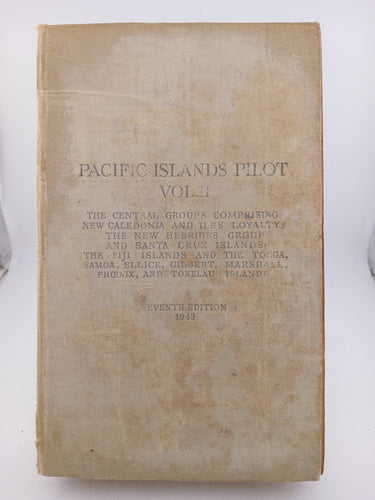 PACIFIC ISLANDS PILOT
VOL. II
THE CENTRAL GROUPS COMPRISING
NEW CALEDONIA AND ILES LOYALTY;
THE NEW HEBRIDES GROUP
AND SANTA CRUZ ISLANDS;
THE FIJI ISLANDS AND THE TONGA,
SAMOA, ELLICE, GILBERT, MARSHALL,
PHŒNIX, AND TOKELAU ISLANDS
SEVENTH EDITION
1943